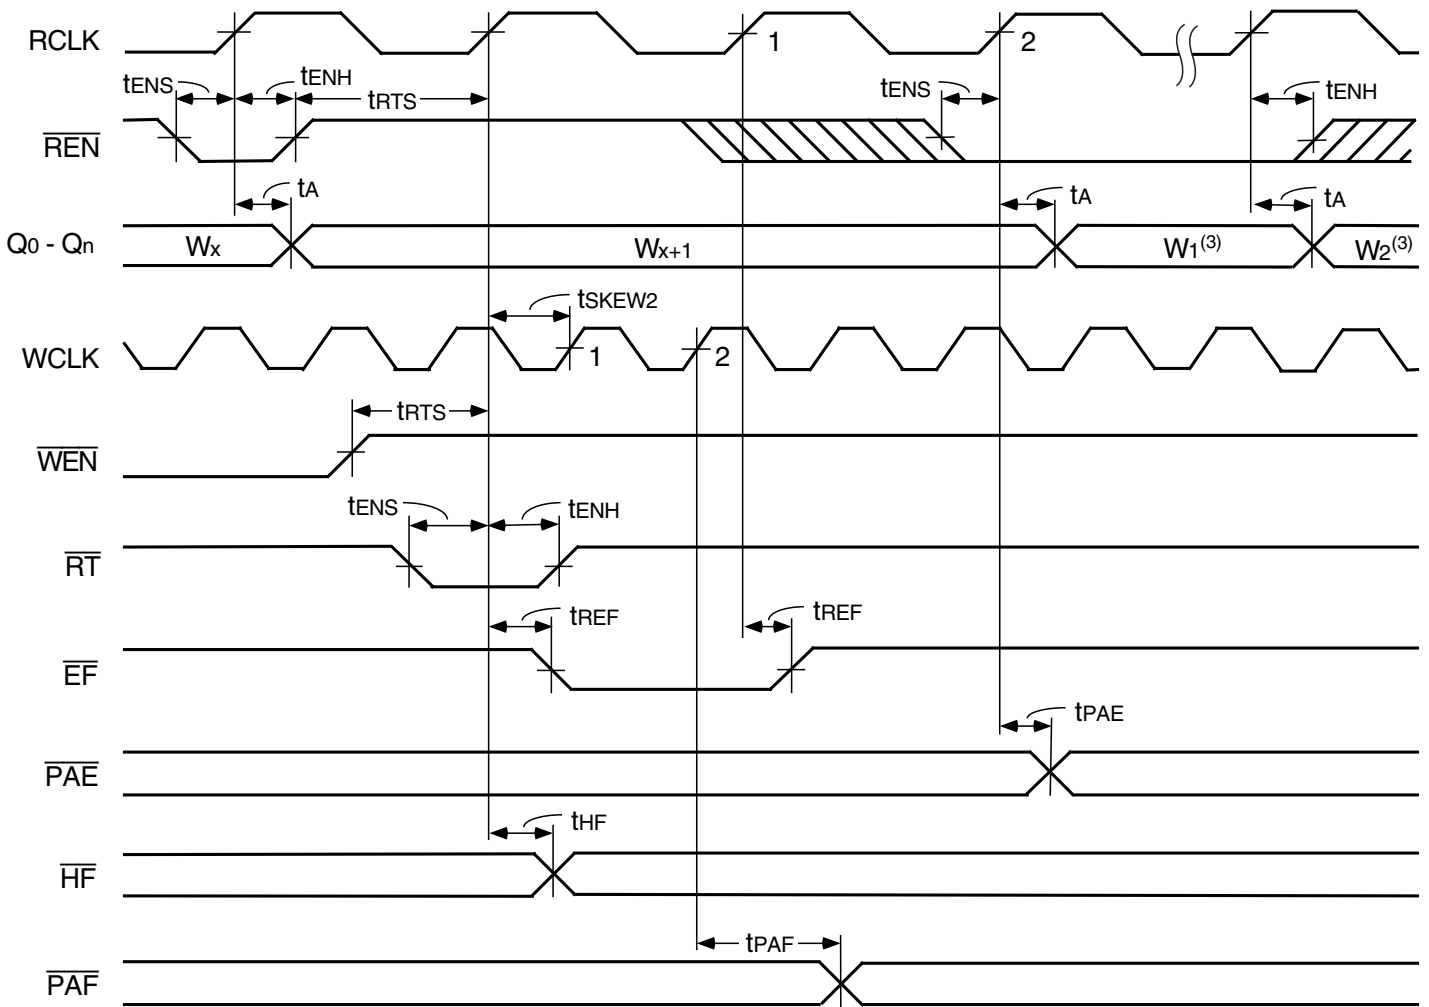 RCLK 1 2
tENS tENH tRTS tENS tENH
REN
tA tA tA
Q0 - Qn Wx Wx+1 W1(3) W2(3)
tSKEW2
WCLK 1 2
tRTS
WEN
tENS tENH
RT
tREF tREF
EF
tPAE
PAE
tHF
HF
tPAF
PAF